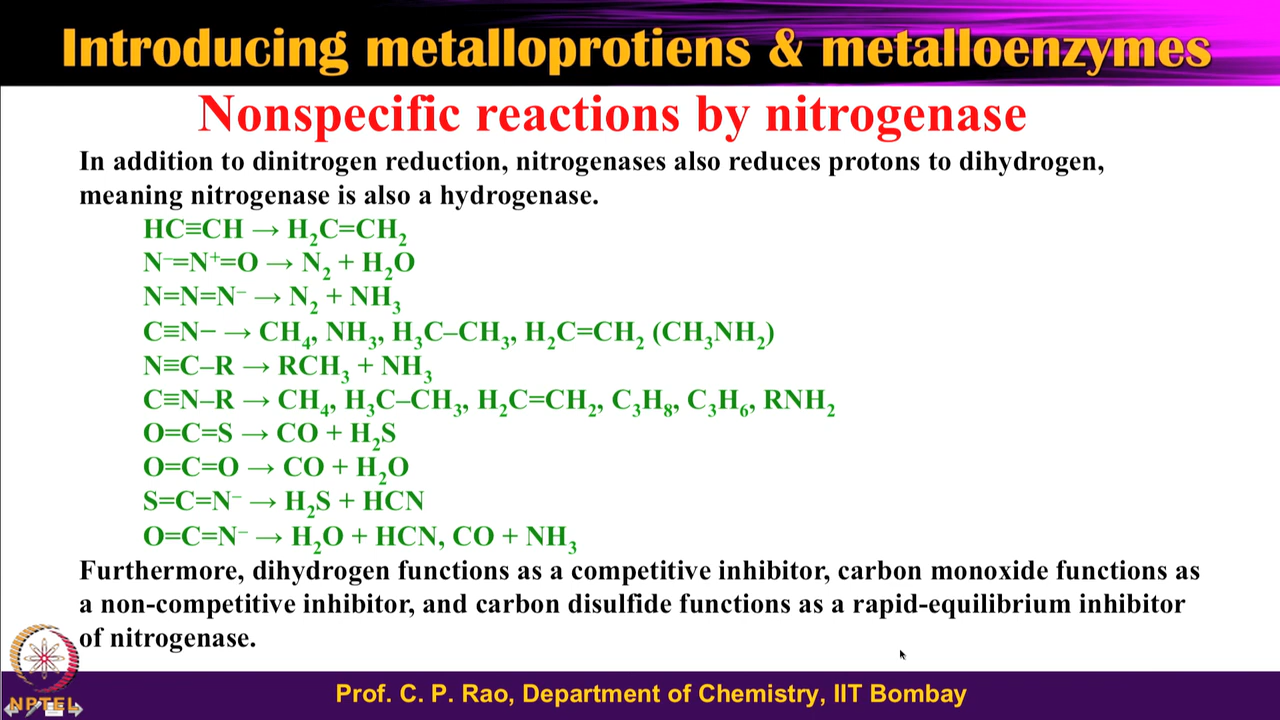 Introducing metalloprotiens & metalloenzymes
Nonspecific reactions by nitrogenase
In addition to dinitrogen reduction, nitrogenases also reduces protons to dihydrogen,
meaning nitrogenase is also a hydrogenase.
HC≡CH → H₂C=CH₂
N⁻=N⁺=O → N₂ + H₂O
N=N=N⁻ → N₂ + NH₃
C≡N− → CH₄, NH₃, H₃C–CH₃, H₂C=CH₂ (CH₃NH₂)
N≡C–R → RCH₃ + NH₃
C≡N–R → CH₄, H₃C–CH₃, H₂C=CH₂, C₃H₈, C₃H₆, RNH₂
O=C=S → CO + H₂S
O=C=O → CO + H₂O
S=C=N⁻ → H₂S + HCN
O=C=N⁻ → H₂O + HCN, CO + NH₃
Furthermore, dihydrogen functions as a competitive inhibitor, carbon monoxide functions as
a non-competitive inhibitor, and carbon disulfide functions as a rapid-equilibrium inhibitor
of nitrogenase.
NPTEL
Prof. C. P. Rao, Department of Chemistry, IIT Bombay